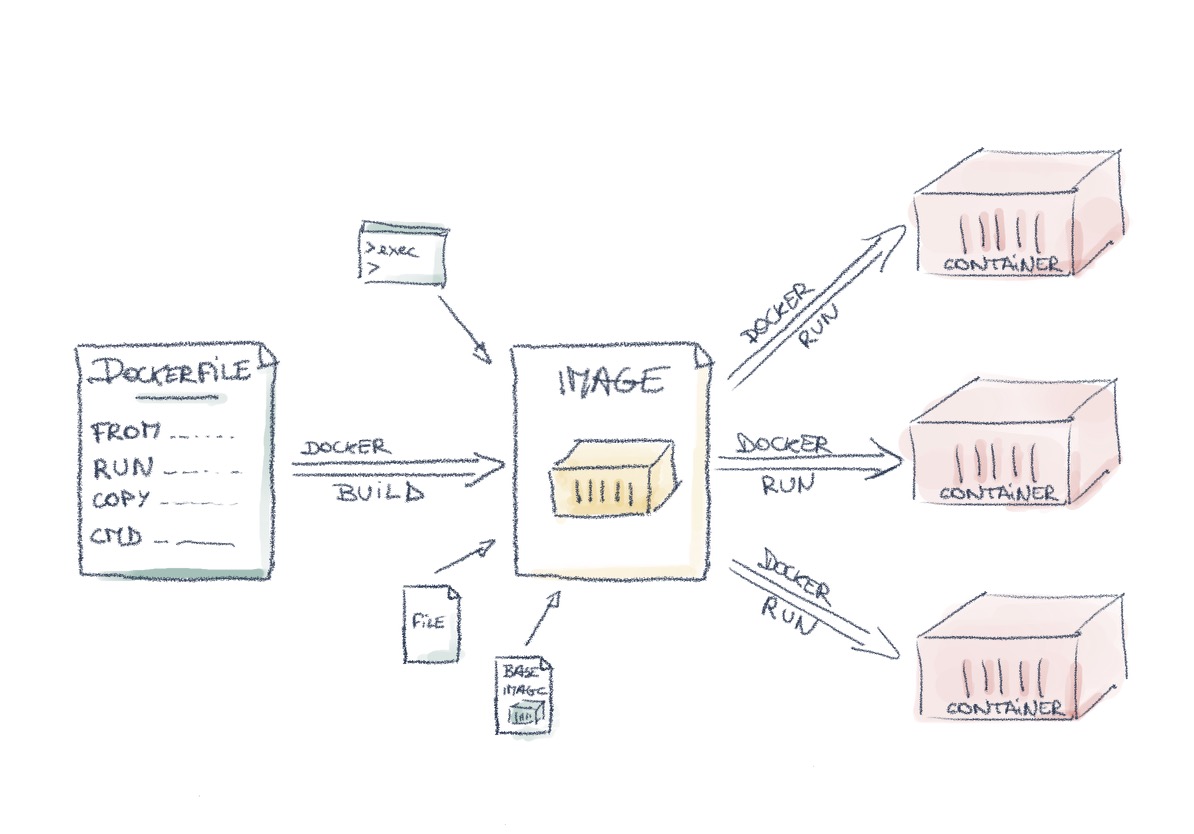 >exec
>
DOCKERFILE
FROM
RUN
COPY
CMD
DOCKER
BUILD
FILE
BASE
IMAGE
IMAGE
DOCKER
RUN
DOCKER
RUN
DOCKER
RUN
CONTAINER
CONTAINER
CONTAINER